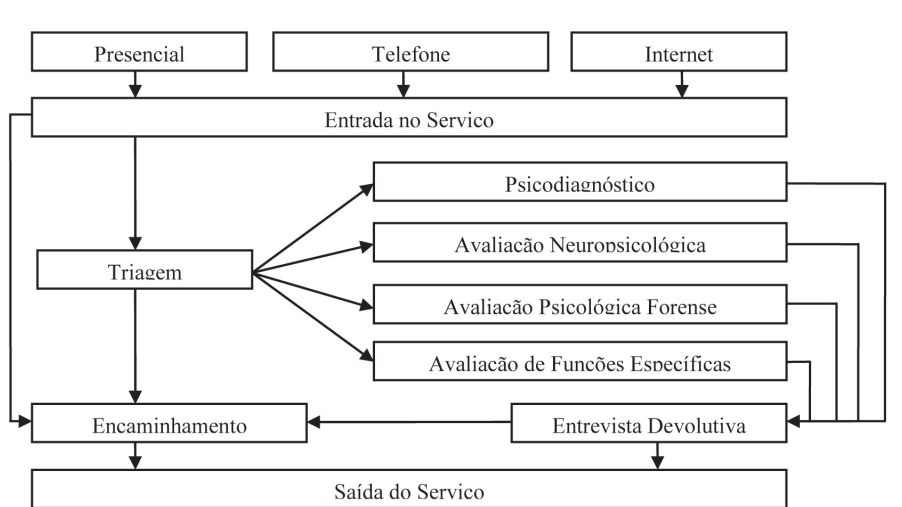 Presencial
Telefone
Internet
Entrada no Servico
Psicodiagnóstico
Avaliacão Neuropsicológica
Triagem
Avaliacão Psicológica Forense
Avaliacão de Funcões Específicas
Encaminhamento
Entrevista Devolutiva
Saída do Servico